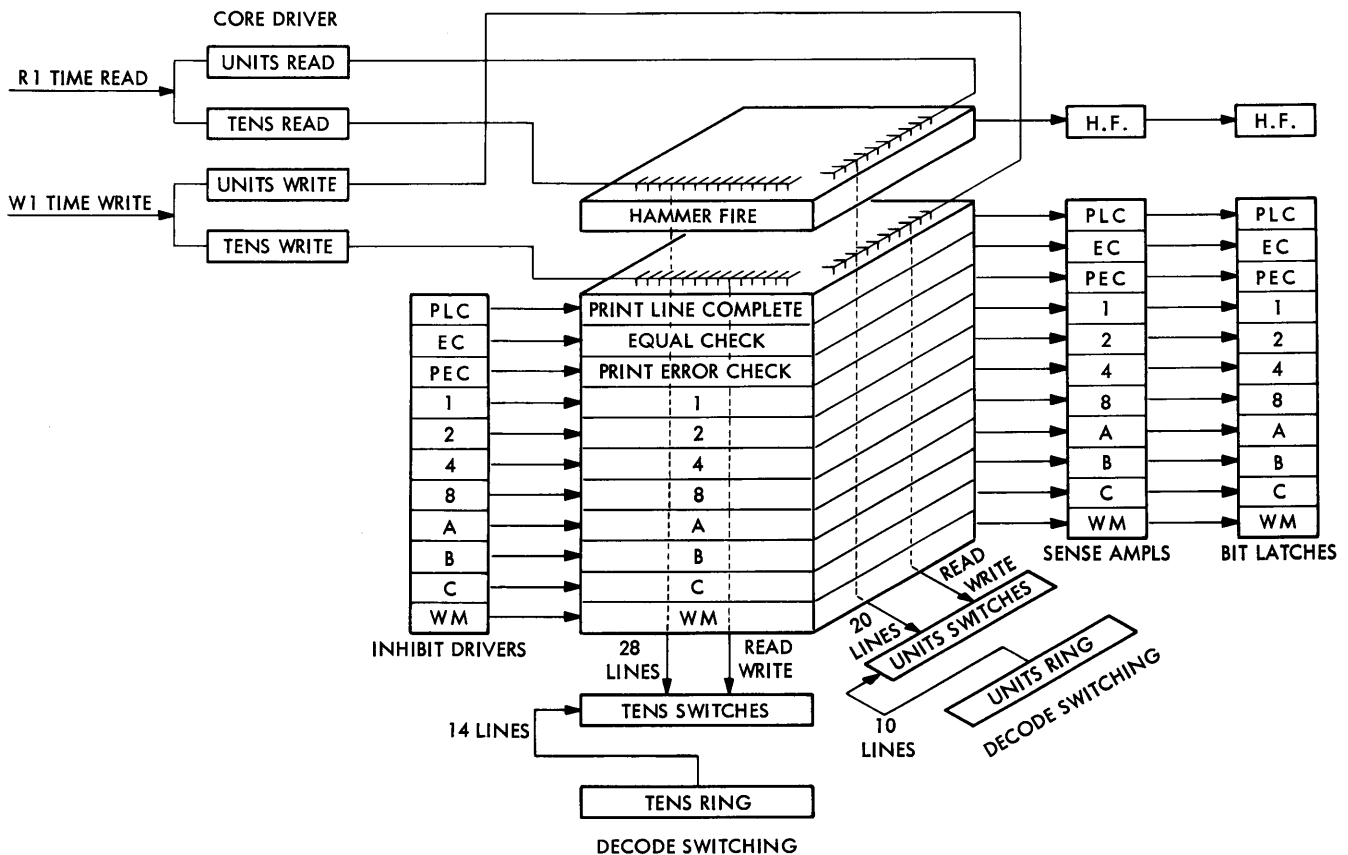 CORE DRIVER
UNITS READ
R1 TIME READ
TENS READ
UNITS WRITE
W1 TIME WRITE
TENS WRITE
H.F.
H.F.
HAMMER FIRE
PLC
EC
PEC
1
2
4
8
A
B
C
WM
INHIBIT DRIVERS
PRINT LINE COMPLETE
EQUAL CHECK
PRINT ERROR CHECK
1
2
4
8
A
B
C
WM
PLC
EC
PEC
1
2
4
8
A
B
C
WM
SENSE AMPLS
PLC
EC
PEC
1
2
4
8
A
B
C
WM
BIT LATCHES
28
LINES
READ
WRITE
20
LINES
READ
WRITE
UNITS SWITCHES
UNITS RING
DECODE SWITCHING
10
LINES
TENS SWITCHES
14 LINES
TENS RING
DECODE SWITCHING